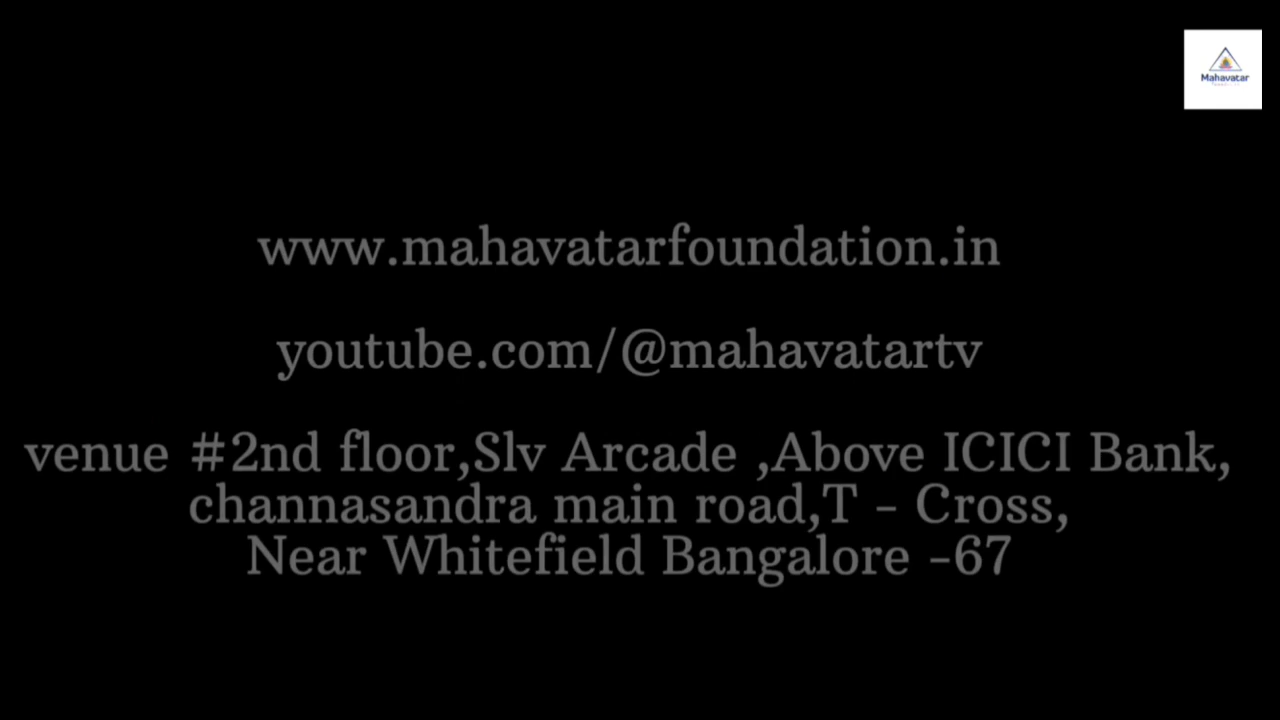 Mahavatar
www.mahavatarfoundation.in
youtube.com/@mahavatartv
venue #2nd floor,Slv Arcade ,Above ICICI Bank,
channasandra main road,T - Cross,
Near Whitefield Bangalore -67